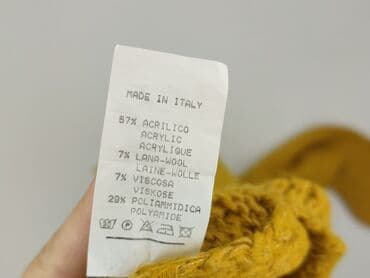 MADE IN ITALY
57% ACRILICO
ACRYLIC
ACRYLIQUE
7% LANA-WOOL
LAINE-WOLLE
7% VISCOSA
VISKOSE
29% POLIAMMIDICA
POLYAMIDE